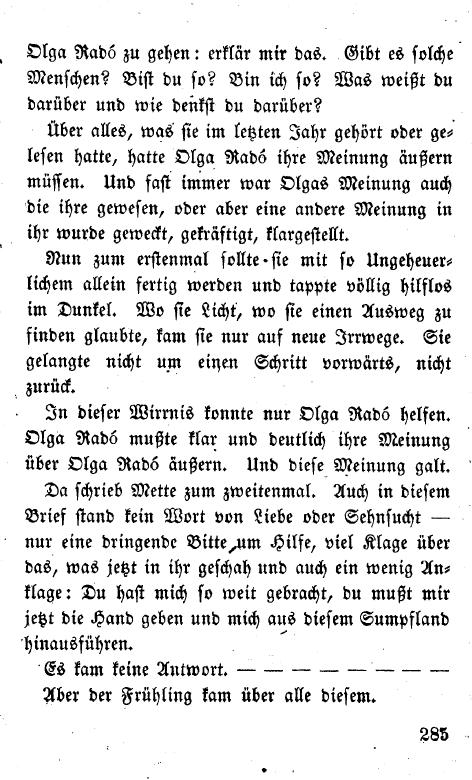 Olga Radó zu gehen: erklär mir das. Gibt es solche
Menschen? Bist du so? Bin ich so? Was weißt du
darüber und wie denkst du darüber?
Über alles, was sie im letzten Jahr gehört oder ge-
lesen hatte, hatte Olga Radó ihre Meinung äußern
müssen. Und fast immer war Olgas Meinung auch
die ihre gewesen, oder aber eine andere Meinung in
ihr wurde geweckt, gekräftigt, klargestellt.
Nun zum erstenmal sollte sie mit so Ungeheuer-
lichem allein fertig werden und tappte völlig hilflos
im Dunkel. Wo sie Licht, wo sie einen Ausweg zu
finden glaubte, kam sie nur auf neue Irrwege. Sie
gelangte nicht um einen Schritt vorwärts, nicht
zurück.
In dieser Wirrnis konnte nur Olga Radó helfen.
Olga Radó mußte klar und deutlich ihre Meinung
über Olga Radó äußern. Und diese Meinung galt.
Da schrieb Mette zum zweitenmal. Auch in diesem
Brief stand kein Wort von Liebe oder Sehnsucht —
nur eine dringende Bitte um Hilfe, viel Klage über
das, was jetzt in ihr geschah und auch ein wenig An-
klage: Du hast mich so weit gebracht, du mußt mir
jetzt die Hand geben und mich aus diesem Sumpfland
hinausführen.
Es kam keine Antwort. — — — — — — — —
Aber der Frühling kam über alle diesem.
285